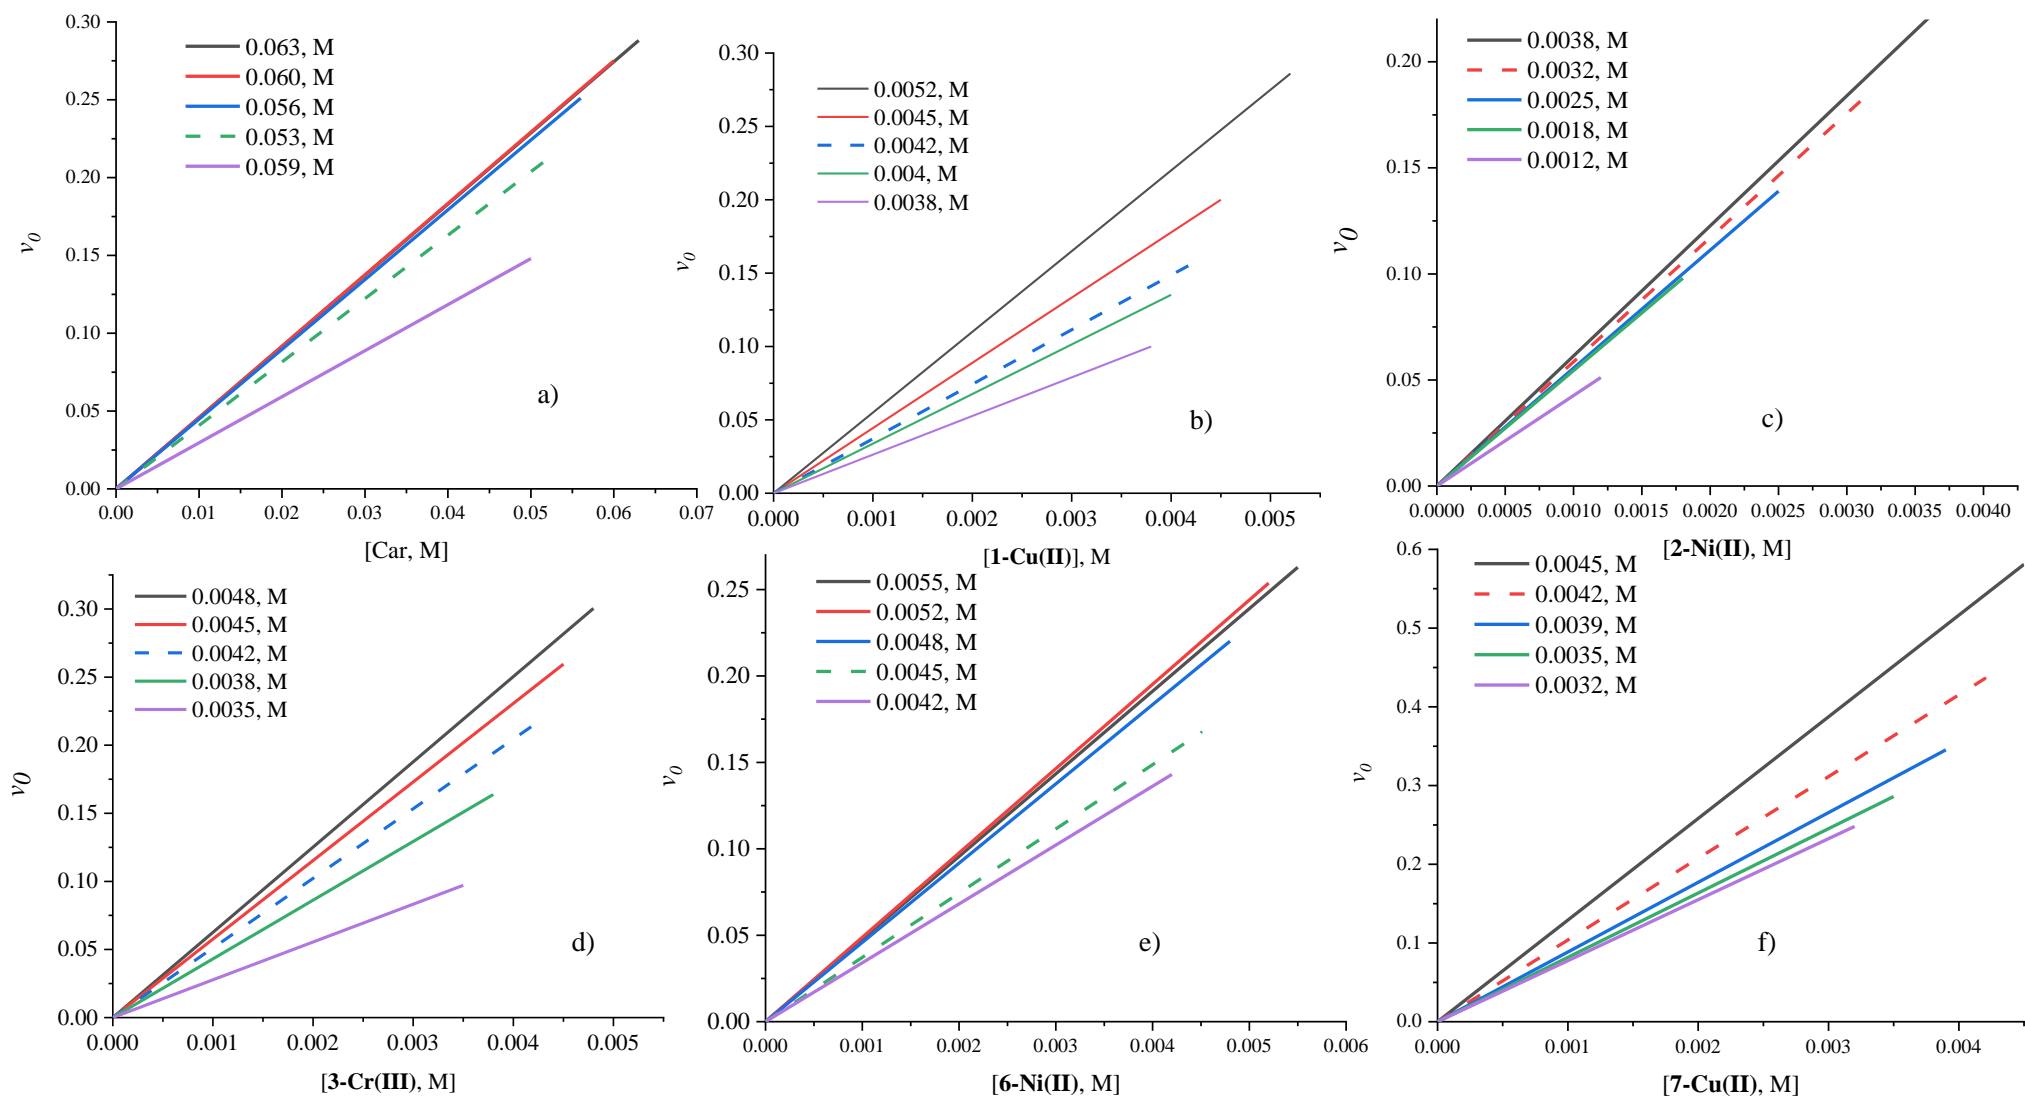 0.30
0.25
0.20
0.15
0.10
0.05
0.00
v0
0.063, M
0.060, M
0.056, M
0.053, M
0.059, M
a)
0.00 0.01 0.02 0.03 0.04 0.05 0.06 0.07
[Car, M]
0.30
0.25
0.20
0.15
0.10
0.05
0.00
v0
0.0052, M
0.0045, M
0.0042, M
0.004, M
0.0038, M
b)
0.000 0.001 0.002 0.003 0.004 0.005
[1-Cu(II)], M
0.20
0.15
0.10
0.05
0.00
v0
0.0038, M
0.0032, M
0.0025, M
0.0018, M
0.0012, M
c)
0.0000 0.0005 0.0010 0.0015 0.0020 0.0025 0.0030 0.0035 0.0040
[2-Ni(II), M]
0.30
0.25
0.20
0.15
0.10
0.05
0.00
v0
0.0048, M
0.0045, M
0.0042, M
0.0038, M
0.0035, M
d)
0.000 0.001 0.002 0.003 0.004 0.005
[3-Cr(III), M]
0.25
0.20
0.15
0.10
0.05
0.00
v0
0.0055, M
0.0052, M
0.0048, M
0.0045, M
0.0042, M
e)
0.000 0.001 0.002 0.003 0.004 0.005 0.006
[6-Ni(II), M]
0.6
0.5
0.4
0.3
0.2
0.1
0.0
v0
0.0045, M
0.0042, M
0.0039, M
0.0035, M
0.0032, M
f)
0.000 0.001 0.002 0.003 0.004
[7-Cu(II), M]